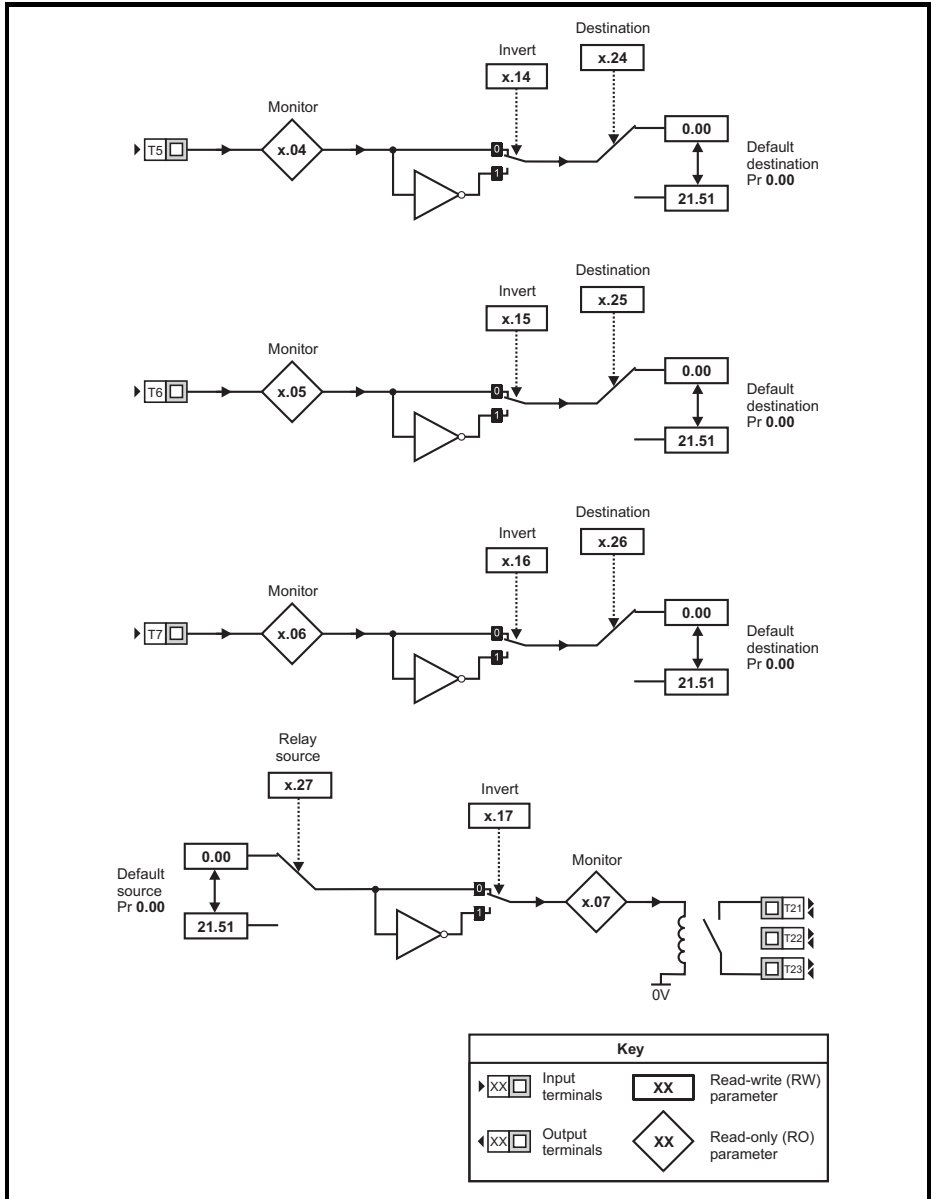 Destination
Invert
x.24
x.14
Monitor
0.00
T5
x.04
0
Default
destination
Pr 0.00
1
21.51
Destination
Invert
x.25
x.15
Monitor
0.00
T6
x.05
0
Default
destination
Pr 0.00
1
21.51
Destination
Invert
x.26
x.16
Monitor
0.00
T7
x.06
0
Default
destination
Pr 0.00
1
21.51
Relay
source
x.27
Invert
x.17
0.00
Monitor
Default
source
Pr 0.00
0
x.07
T21
1
21.51
T22
T23
0V
Key
XX
Input
terminals
XX
Read-write (RW)
parameter
XX
Output
terminals
XX
Read-only (RO)
parameter